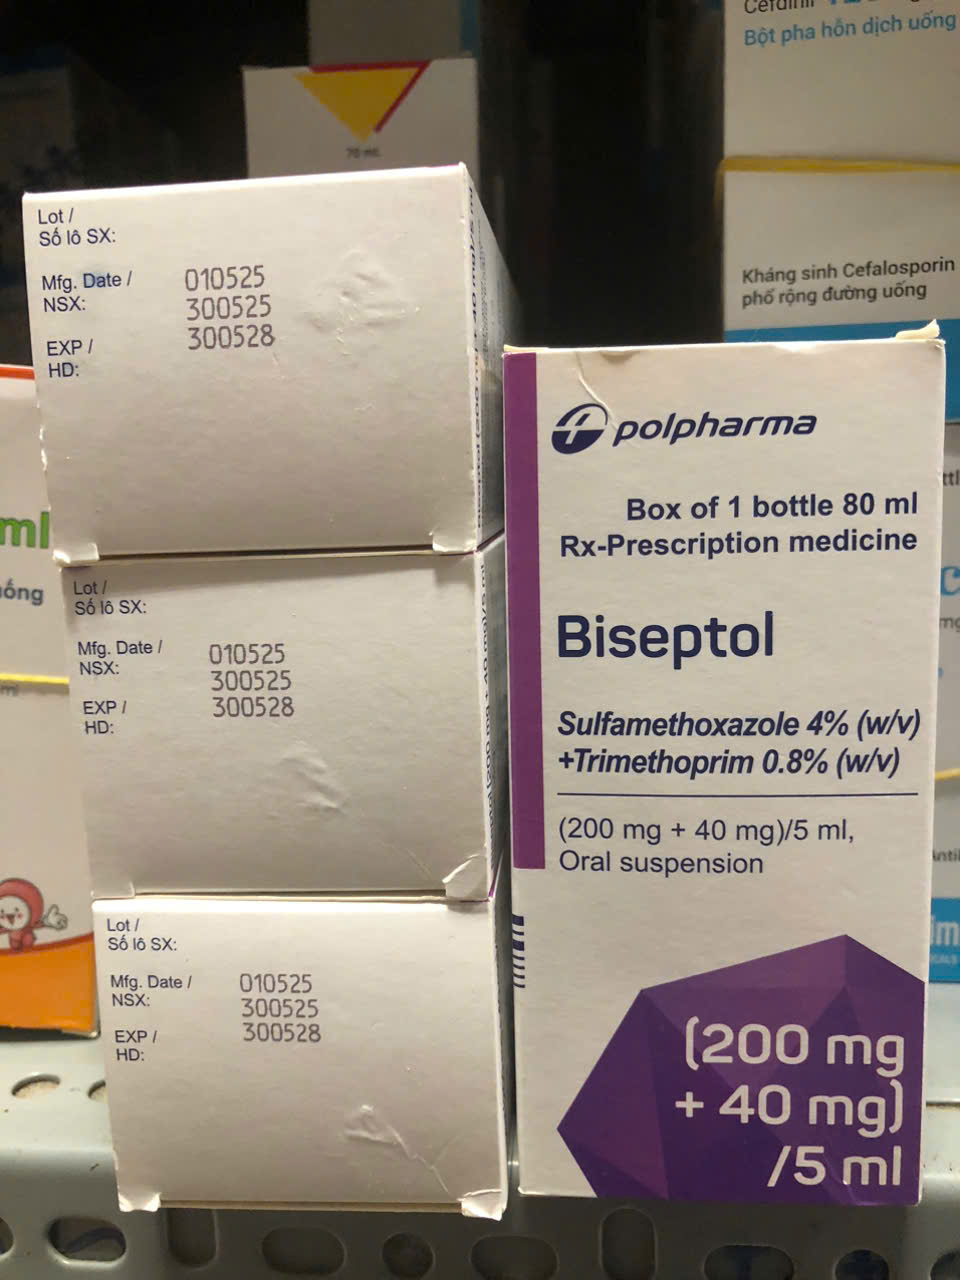 Lot /
Số lô SX:
Mfg. Date /
NSX:
EXP /
HD:
010525
300525
300528
Lot /
Số lô SX:
Mfg. Date /
NSX:
EXP /
HD:
010525
300525
300528
Lot /
Số lô SX:
Mfg. Date /
NSX:
EXP /
HD:
010525
300525
300528
polpharma
Box of 1 bottle 80 ml
Rx-Prescription medicine
Biseptol
Sulfamethoxazole 4% (w/v)
+Trimethoprim 0.8% (w/v)
(200 mg + 40 mg)/5 ml,
Oral suspension
(200 mg
+ 40 mg)
/5 ml
Cefdinir
Bột pha hỗn dịch uống
Kháng sinh Cefalosporin
phổ rộng đường uống
70 ml
ml